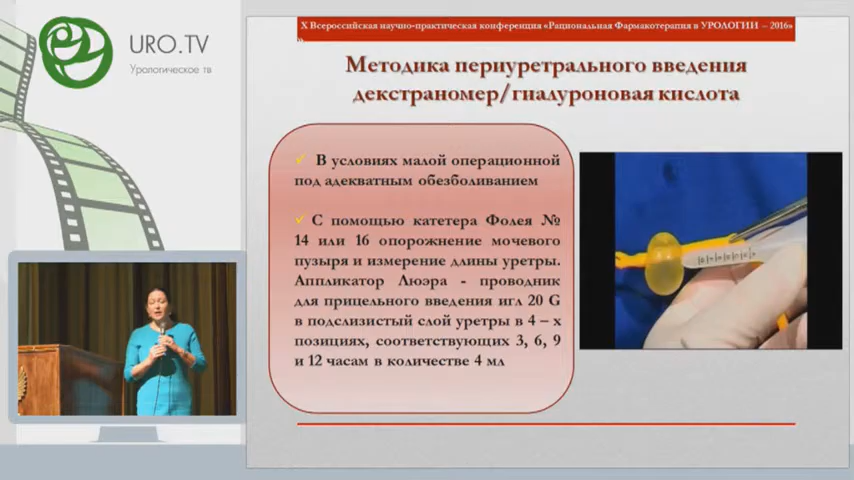 X Всероссийская научно-практическая конференция «Рациональная Фармакотерапия в УРОЛОГИИ – 2016»
»
URO.TV
Урологическое тв
Методика периуретрального введения
декстраномер/гиалуроновая кислота
В условиях малой операционной
под адекватным обезболиванием
С помощью катетера Фолея №
14 или 16 опорожнение мочевого
пузыря и измерение длины уретры.
Аппликатор Люэра - проводник
для прицельного введения игл 20 G
в подслизистый слой уретры в 4 – х
позициях, соответствующих 3, 6, 9
и 12 часам в количестве 4 мл